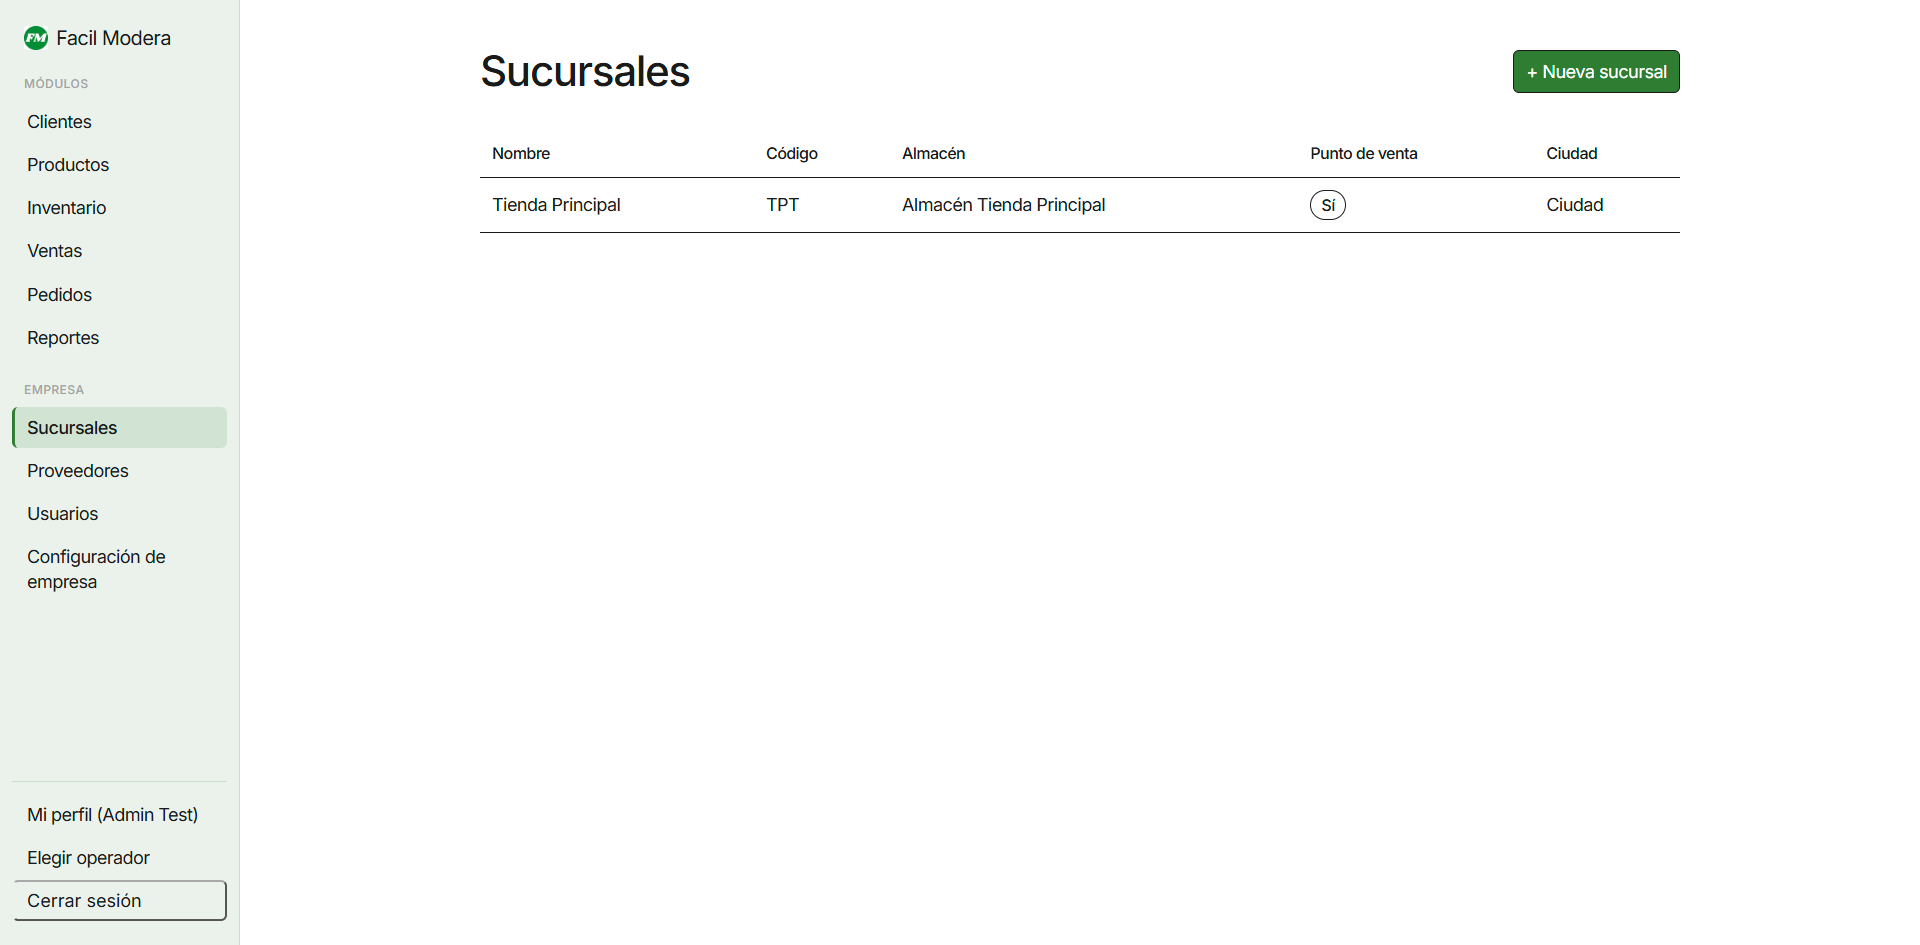 FM Facil Modera
MÓDULOS
Clientes
Productos
Inventario
Ventas
Pedidos
Reportes
EMPRESA
Sucursales
Proveedores
Usuarios
Configuración de
empresa
Mi perfil (Admin Test)
Elegir operador
Cerrar sesión
Sucursales
+ Nueva sucursal
Nombre Código Almacén Punto de venta Ciudad
Tienda Principal TPT Almacén Tienda Principal Sí Ciudad